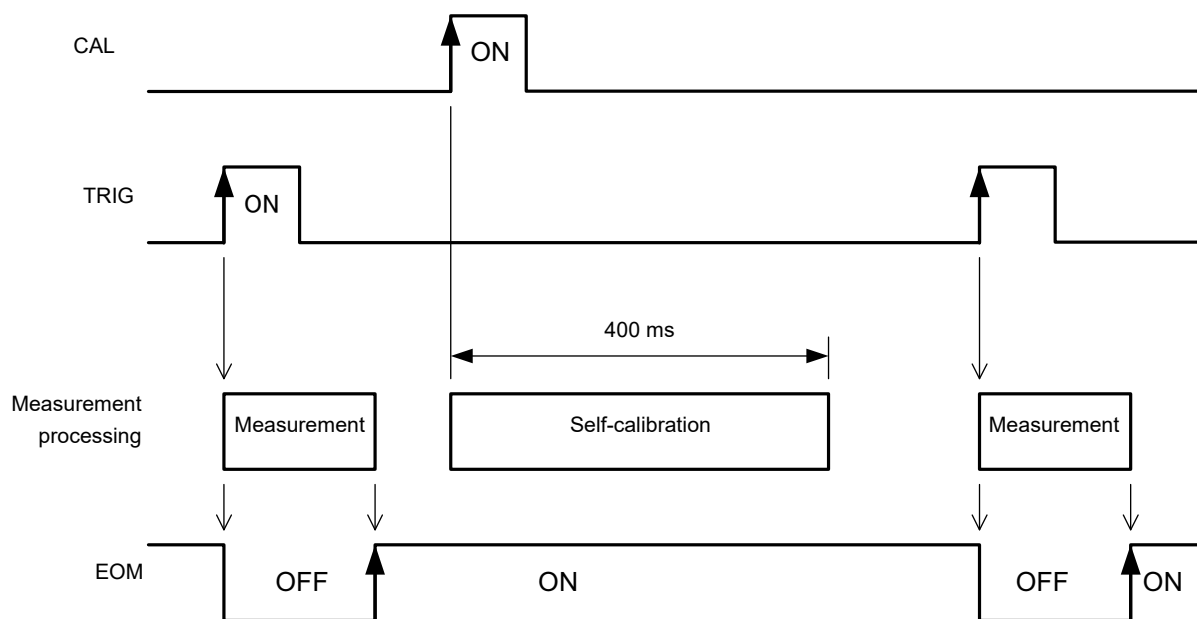 CAL
ON
TRIG
ON
400 ms
Measurement
processing
Measurement
Self-calibration
Measurement
EOM
OFF
ON
OFF
ON